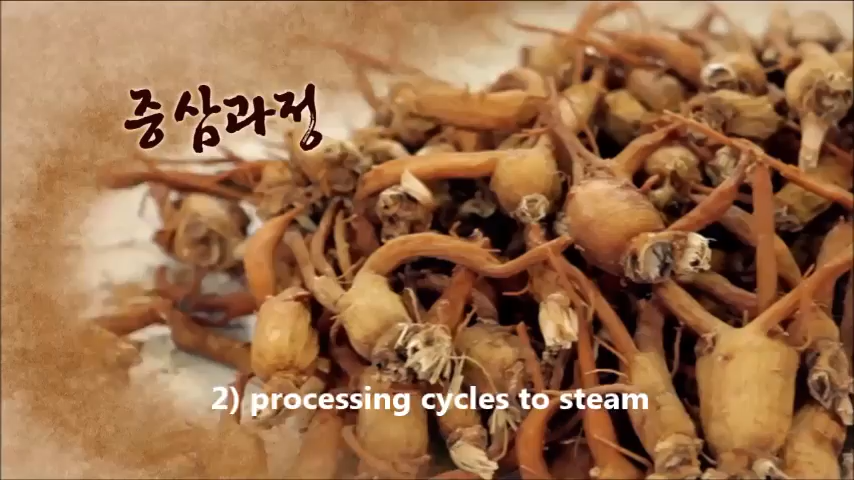 증삼과정
2) processing cycles to steam